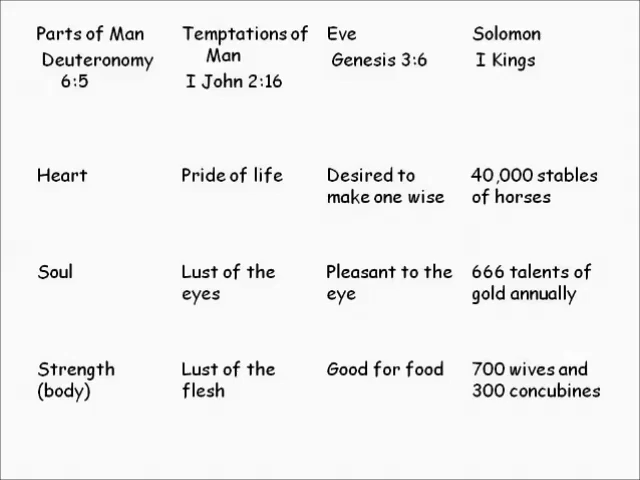 Parts of Man
Deuteronomy
6:5
Temptations of
Man
I John 2:16
Eve
Genesis 3:6
Solomon
I Kings
Heart
Pride of life
Desired to
make one wise
40,000 stables
of horses
Soul
Lust of the
eyes
Pleasant to the
eye
666 talents of
gold annually
Strength
(body)
Lust of the
flesh
Good for food
700 wives and
300 concubines